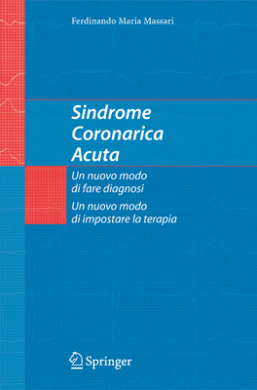 Ferdinando Maria Massari
Sindrome
Coronarica
Acuta
Un nuovo modo
di fare diagnosi
Un nuovo modo
di impostare la terapia
Springer